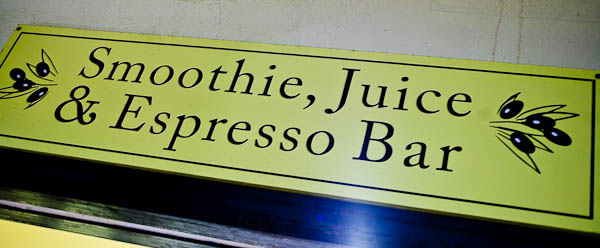 Smoothie, Juice
& Espresso Bar